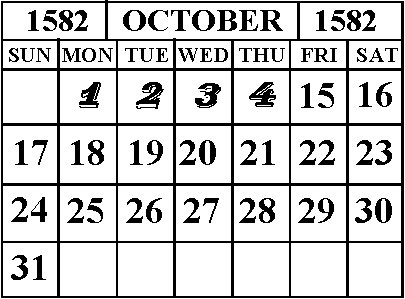 1582 OCTOBER 1582
SUN MON TUE WED THU FRI SAT
1 2 3 4 15 16
17 18 19 20 21 22 23
24 25 26 27 28 29 30
31